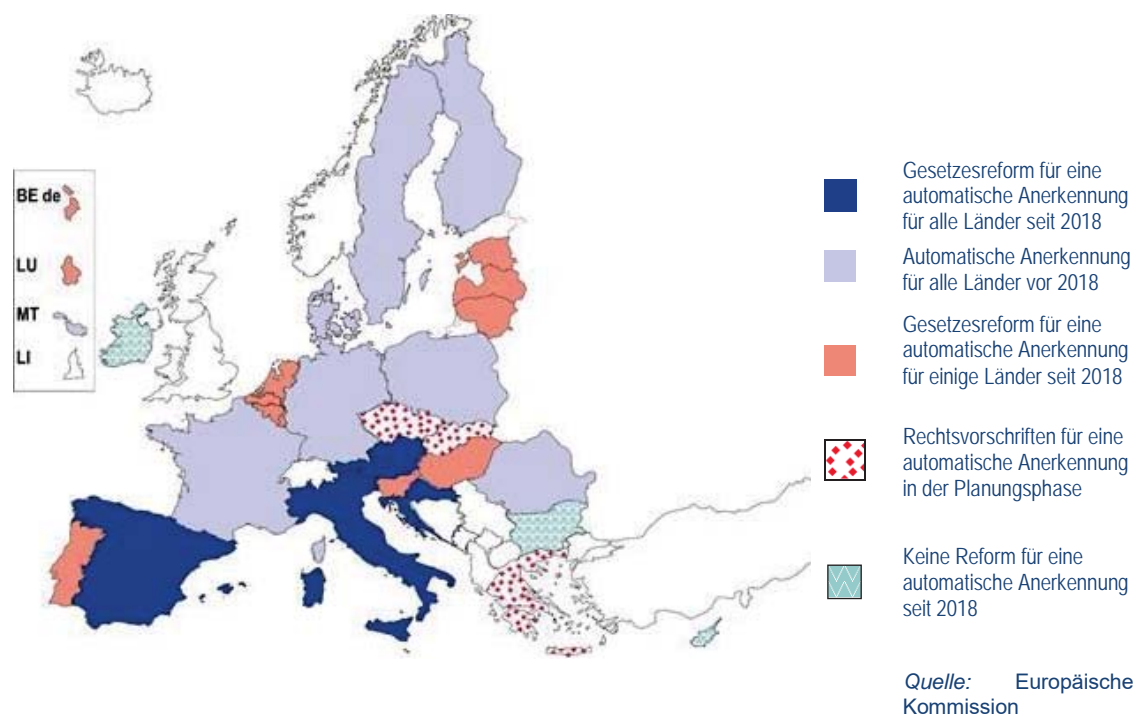 BE de
LU
MT
LI
Gesetzesreform für eine
automatische Anerkennung
für alle Länder seit 2018
Automatische Anerkennung
für alle Länder vor 2018
Gesetzesreform für eine
automatische Anerkennung
für einige Länder seit 2018
Rechtsvorschriften für eine
automatische Anerkennung
in der Planungsphase
Keine Reform für eine
automatische Anerkennung
seit 2018
Quelle: Europäische
Kommission